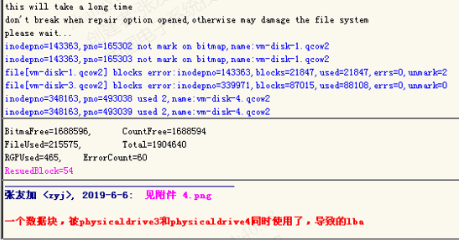 this will take a long time
don't break when repair option opened,otherwise may damage the file system
please wait...
inodepno=143363,pno=165302 not mark on bitmap,name:vm-disk-1.qcow2
inodepno=143363,pno=165303 not mark on bitmap,name:vm-disk-1.qcow2
file[vm-disk-1.qcow2] blocks error:inodepno=143363,blocks=21847,used=21847,errs=0,unmark=2
file[vm-disk-3.qcow2] blocks error:inodepno=339971,blocks=87015,used=88108,errs=0,unmark=0
inodepno=348163,pno=493038 used 2,name:vm-disk-4.qcow2
inodepno=348163,pno=493039 used 2,name:vm-disk-4.qcow2
BitmaFree=1688596, CountFree=1688594
FileUsed=215575, Total=1904640
RGPUsed=465, ErrorCount=60
ResuedBlock=54
张友加 <zyj>, 2019-6-6: 见附件 4.png
一个数据块，被physicaldrive3和physicaldrive4同时使用了，导致的lba